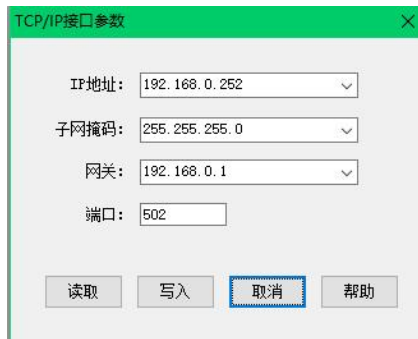 TCP/IP接口参数
IP地址： 192.168.0.252
子网掩码： 255.255.255.0
网关： 192.168.0.1
端口： 502
读取 写入 取消 帮助